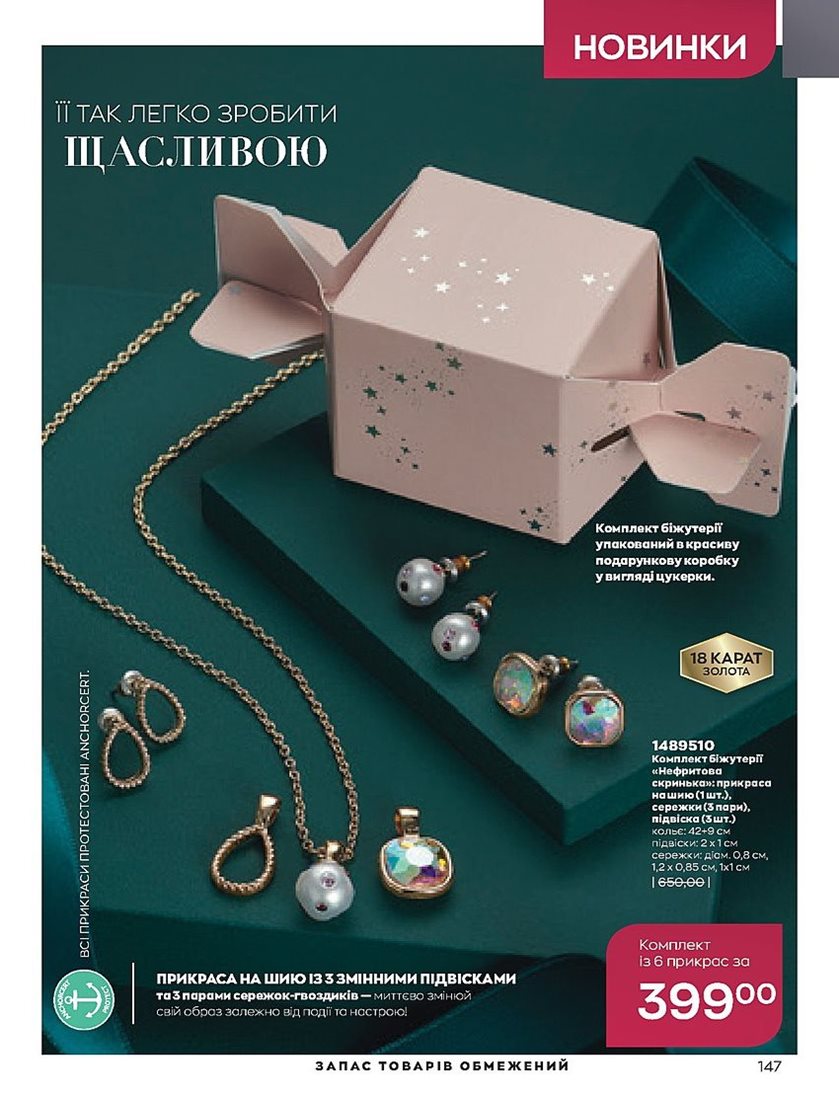 НОВИНКИ
ЇЇ ТАК ЛЕГКО ЗРОБИТИ
ЩАСЛИВОЮ
Комплект біжутерії
упакований в красиву
подарункову коробку
у вигляді цукерки.
18 КАРАТ
ЗОЛОТА
1489510
Комплект біжутерії
«Нефритова
скринька»: прикраса
на шию (1 шт.),
сережки (3 пари),
підвіска (3 шт.)
кольє: 42+9 см
підвіски: 2 х 1 см
сережки: діам. 0,8 см,
1,2 х 0,85 см, 1х1 см
| 650,00 |
ВСІ ПРИКРАСИ ПРОТЕСТОВАНІ ANCHORCERT.
ANCHORCERT
PROTECT
ПРИКРАСА НА ШИЮ ІЗ 3 ЗМІННИМИ ПІДВІСКАМИ
та 3 парами сережок-гвоздиків — миттєво змінюй
свій образ залежно від події та настрою!
Комплект
із 6 прикрас за
399⁰⁰
ЗАПАС ТОВАРІВ ОБМЕЖЕНИЙ
147